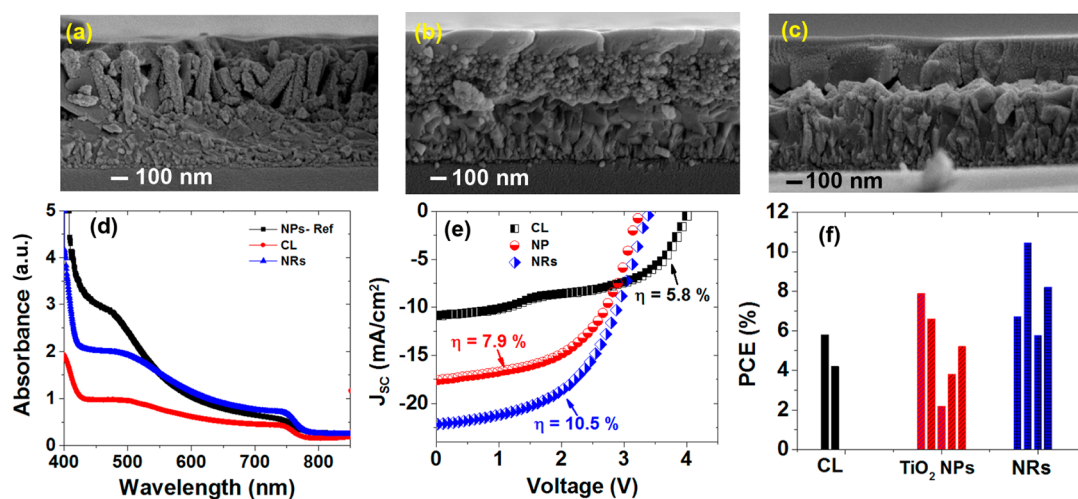 (a)
100 nm
(b)
100 nm
(c)
100 nm
(d)
NPs- Ref
CL
NRs
Absorbance (a.u.)
5
4
3
2
1
0
400 500 600 700 800
Wavelength (nm)
(e)
CL
NP
NRs
J_SC (mA/cm²)
0
-5
-10
-15
-20
η = 5.8 %
η = 7.9 %
η = 10.5 %
0 1 2 3 4
Voltage (V)
(f)
PCE (%)
12
10
8
6
4
2
0
CL TiO₂ NPs NRs